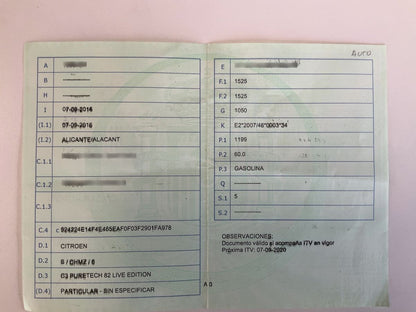 AUTO
A
B
H
I 07-09-2016
(I.1) 07-09-2016
(I.2) ALICANTE/ALACANT
C.1.1
C.1.2
C.1.3
C.4
D.1 CITROEN
D.2
D.3 C3 PURETECH 82 LIVE EDITION
(D.4) PARTICULAR - SIN ESPECIFICAR
E
F.1 1525
F.2 1525
G 1050
K E2*2007/46*0003*34
P.1 1199
P.2 60.0
P.3 GASOLINA
Q
S.1 5
S.2
OBSERVACIONES:
Documento válido si acompaña ITV en vigor
Próxima ITV: 07-09-2020